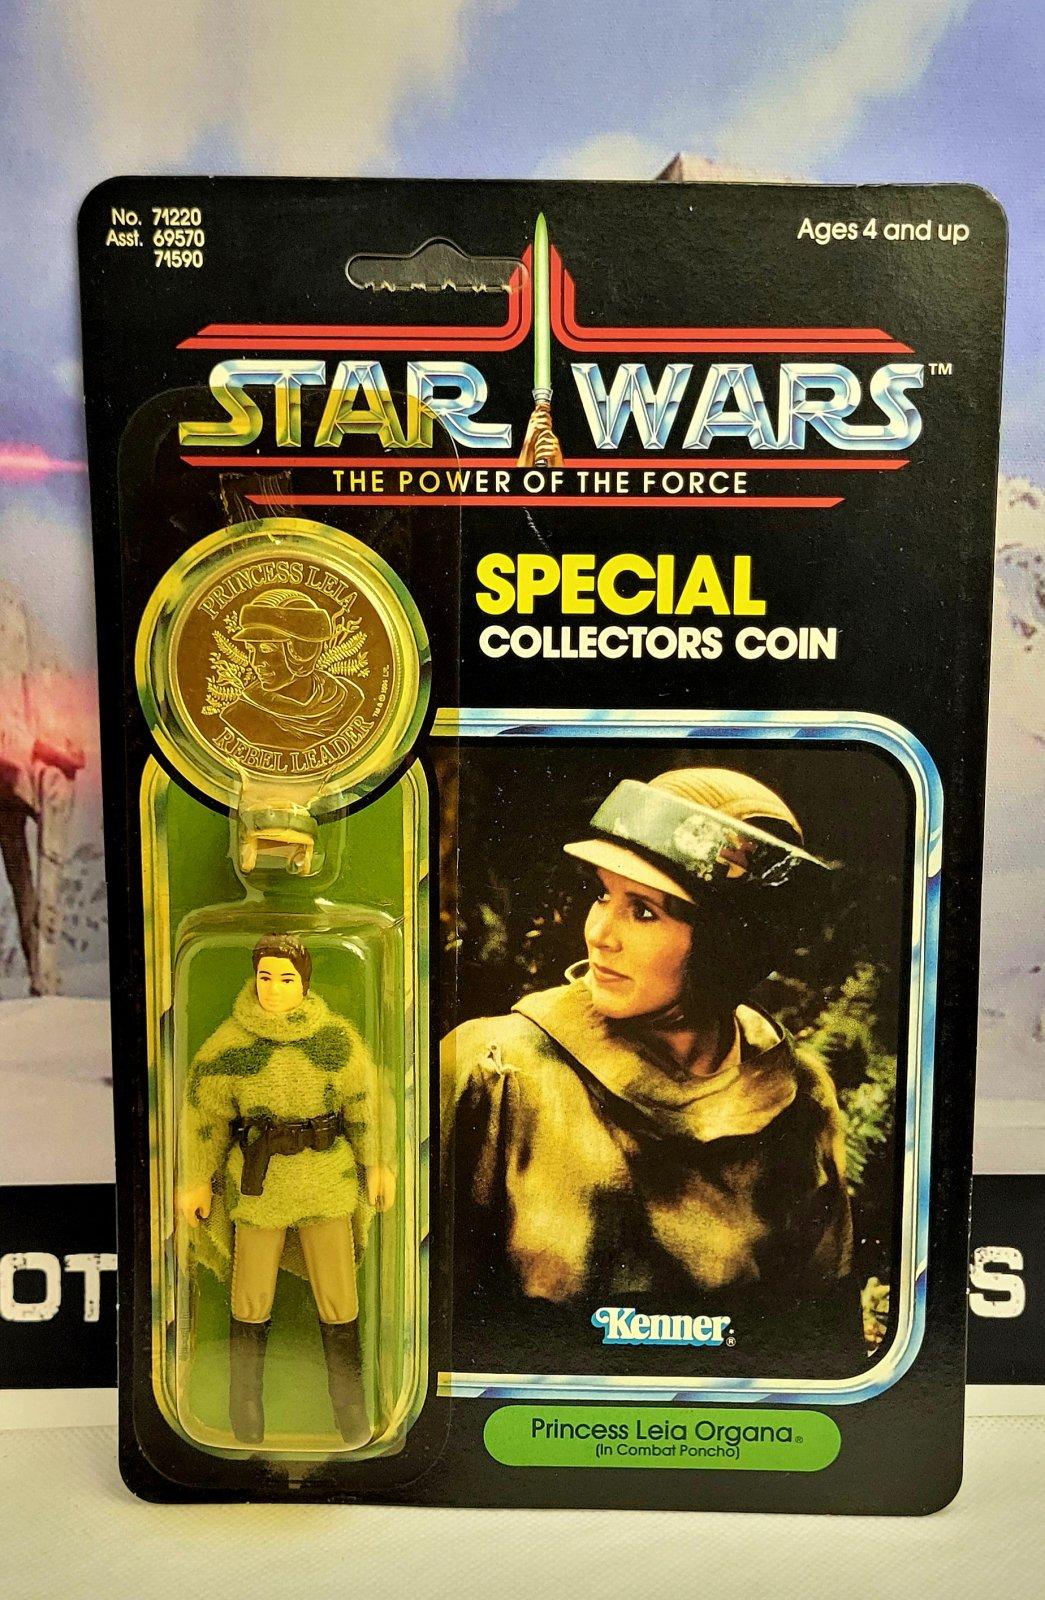 No. 71220
Asst. 69570
71590
Ages 4 and up
STAR WARS™
THE POWER OF THE FORCE
SPECIAL
COLLECTORS COIN
PRINCESS LEIA
REBEL LEADER
Kenner®
Princess Leia Organa®
(In Combat Poncho)
OT
S